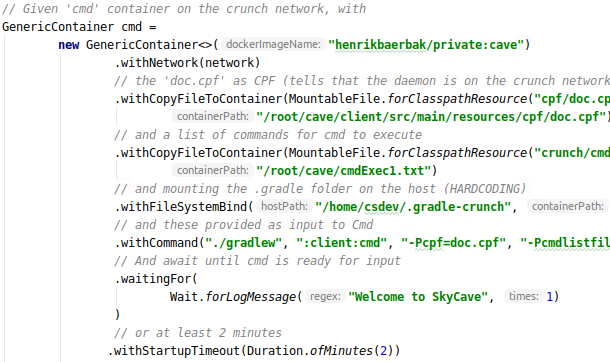 // Given 'cmd' container on the crunch network, with
GenericContainer cmd =
new GenericContainer<>( dockerImageName: "henrikbaerbak/private:cave")
.withNetwork(network)
// the 'doc.cpf' as CPF (tells that the daemon is on the crunch network
.withCopyFileToContainer(MountableFile.forClasspathResource("cpf/doc.cp
containerPath: "/root/cave/client/src/main/resources/cpf/doc.cpf")
// and a list of commands for cmd to execute
.withCopyFileToContainer(MountableFile.forClasspathResource("crunch/cmd
containerPath: "/root/cave/cmdExec1.txt")
// and mounting the .gradle folder on the host (HARDCODING)
.withFileSystemBind( hostPath: "/home/csdev/.gradle-crunch", containerPath:
// and these provided as input to Cmd
.withCommand("./gradlew", ":client:cmd", "-Pcpf=doc.cpf", "-Pcmdlistfil
// And await until cmd is ready for input
.waitingFor(
Wait.forLogMessage( regex: "Welcome to SkyCave", times: 1)
)
// or at least 2 minutes
.withStartupTimeout(Duration.ofMinutes(2))